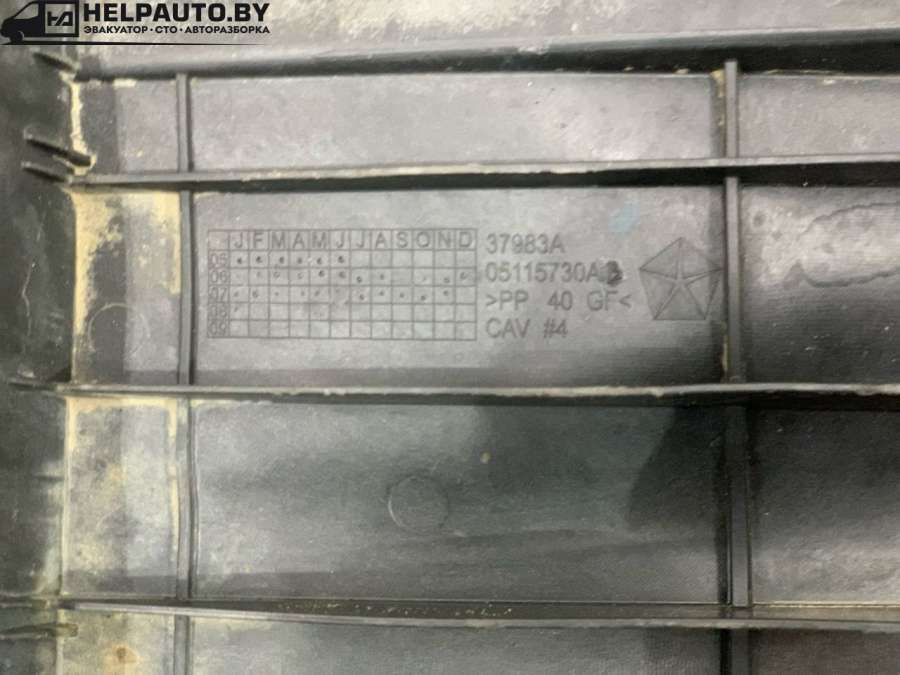 HELPAUTO.BY
ЭВАКУАТОР · СТО · АВТОРАЗБОРКА
J F M A M J J A S O N D
05
06
07
08
09
37983A
05115730A
>PP 40 GF<
CAV #4